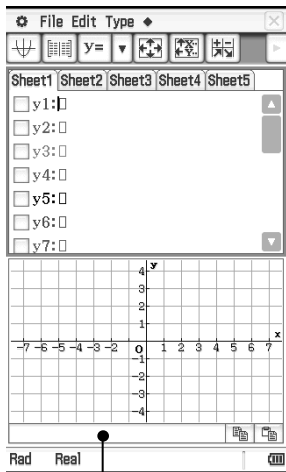 File Edit Type
y=
Sheet1 Sheet2 Sheet3 Sheet4 Sheet5
y1:
y2:
y3:
y4:
y5:
y6:
y7:
y
4
3
2
1
x
-7 -6 -5 -4 -3 -2 0 1 2 3 4 5 6 7
-1
-2
-3
-4
Rad Real